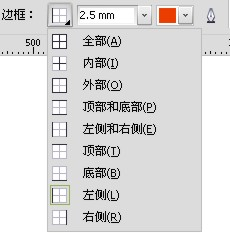 边框： 2.5 mm
500
全部(A)
内部(I)
外部(O)
顶部和底部(P)
左侧和右侧(E)
顶部(T)
底部(B)
左侧(L)
右侧(R)